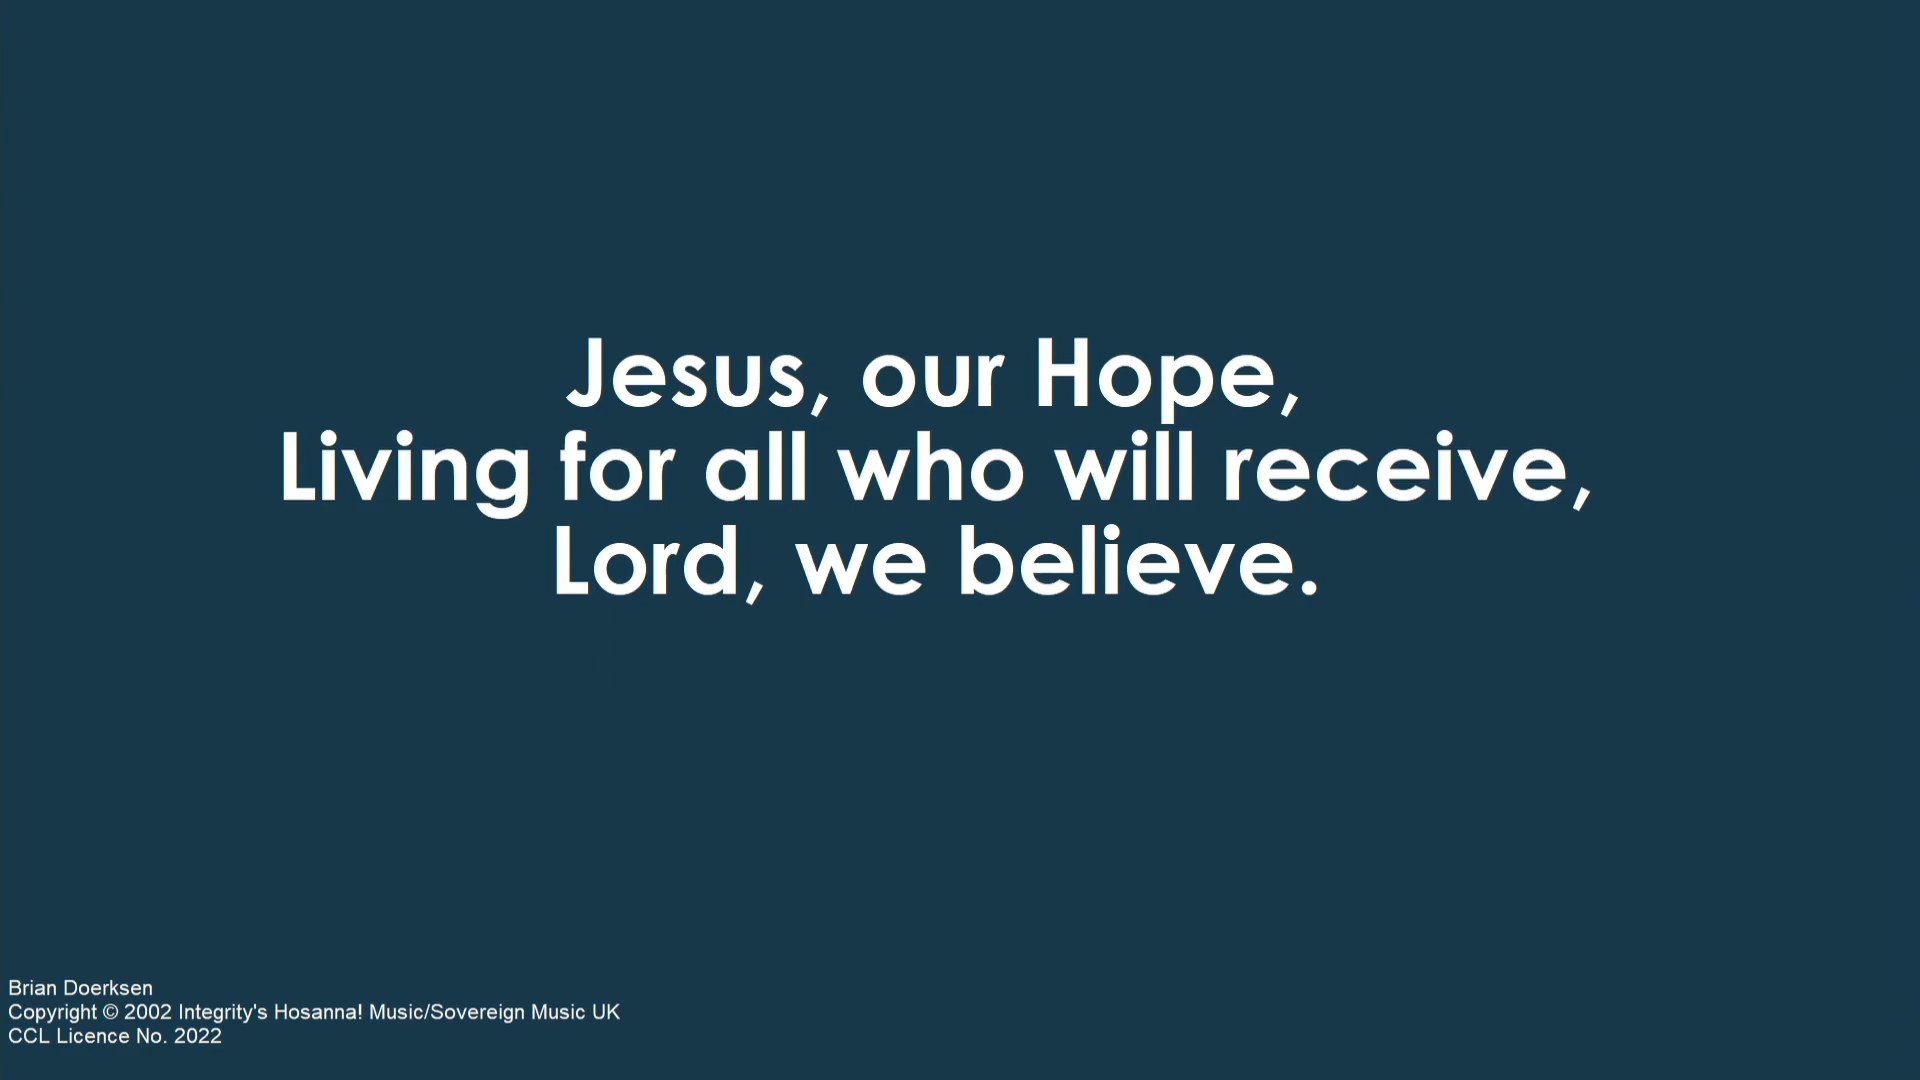 Jesus, our Hope,
Living for all who will receive,
Lord, we believe.
Brian Doerksen
Copyright © 2002 Integrity's Hosanna! Music/Sovereign Music UK
CCL Licence No. 2022